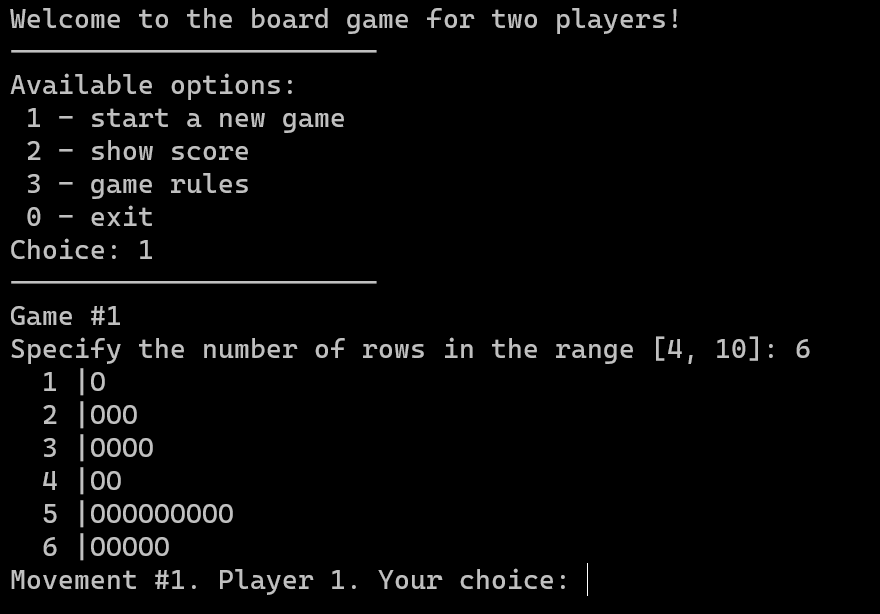 Welcome to the board game for two players!
———————————————————————
Available options:
 1 – start a new game
 2 – show score
 3 – game rules
 0 – exit
Choice: 1
———————————————————————
Game #1
Specify the number of rows in the range [4, 10]: 6
  1 |O
  2 |OOO
  3 |OOOO
  4 |OO
  5 |OOOOOOOOO
  6 |OOOOO
Movement #1. Player 1. Your choice: